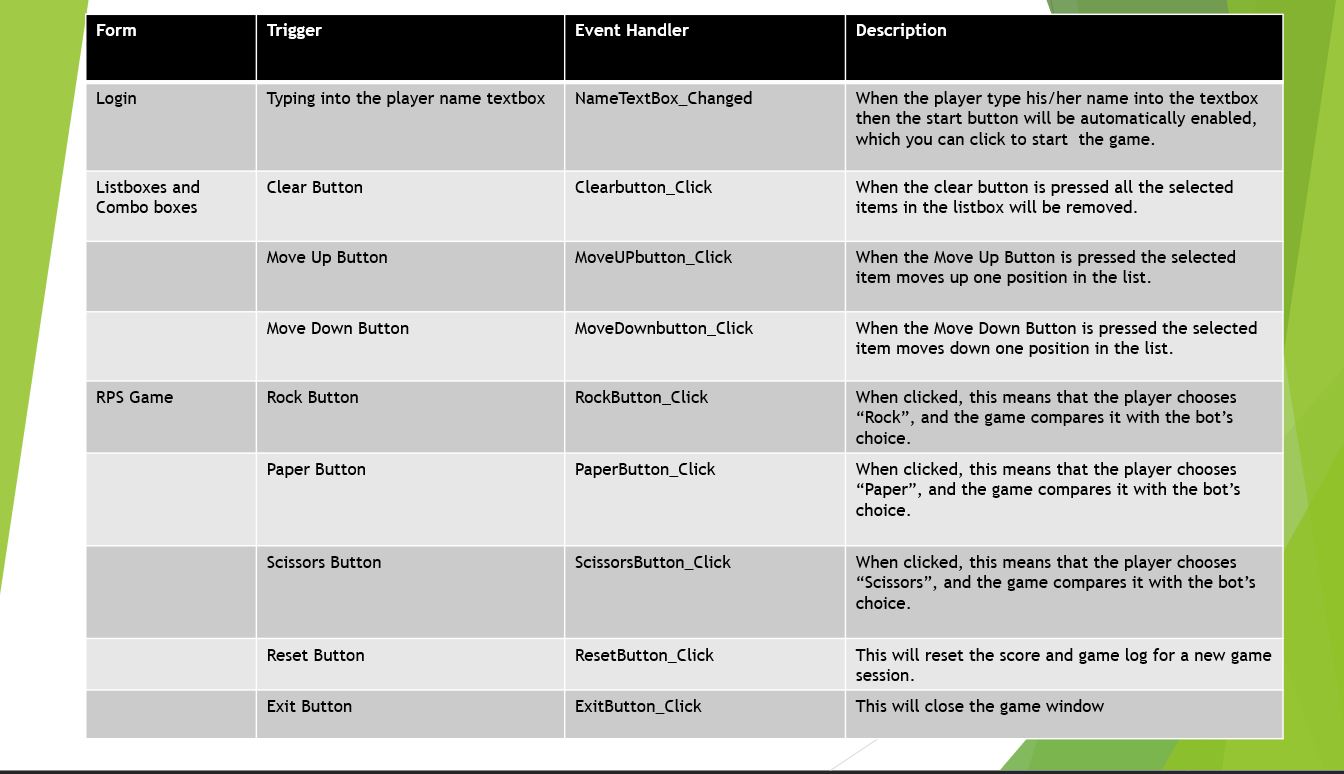 Form Trigger Event Handler Description
Login Typing into the player name textbox NameTextBox_Changed When the player type his/her name into the textbox
then the start button will be automatically enabled,
which you can click to start  the game.
Listboxes and Clear Button Clearbutton_Click When the clear button is pressed all the selected
Combo boxes items in the listbox will be removed.
Move Up Button MoveUPbutton_Click When the Move Up Button is pressed the selected
item moves up one position in the list.
Move Down Button MoveDownbutton_Click When the Move Down Button is pressed the selected
item moves down one position in the list.
RPS Game Rock Button RockButton_Click When clicked, this means that the player chooses
“Rock”, and the game compares it with the bot’s
choice.
Paper Button PaperButton_Click When clicked, this means that the player chooses
“Paper”, and the game compares it with the bot’s
choice.
Scissors Button ScissorsButton_Click When clicked, this means that the player chooses
“Scissors”, and the game compares it with the bot’s
choice.
Reset Button ResetButton_Click This will reset the score and game log for a new game
session.
Exit Button ExitButton_Click This will close the game window